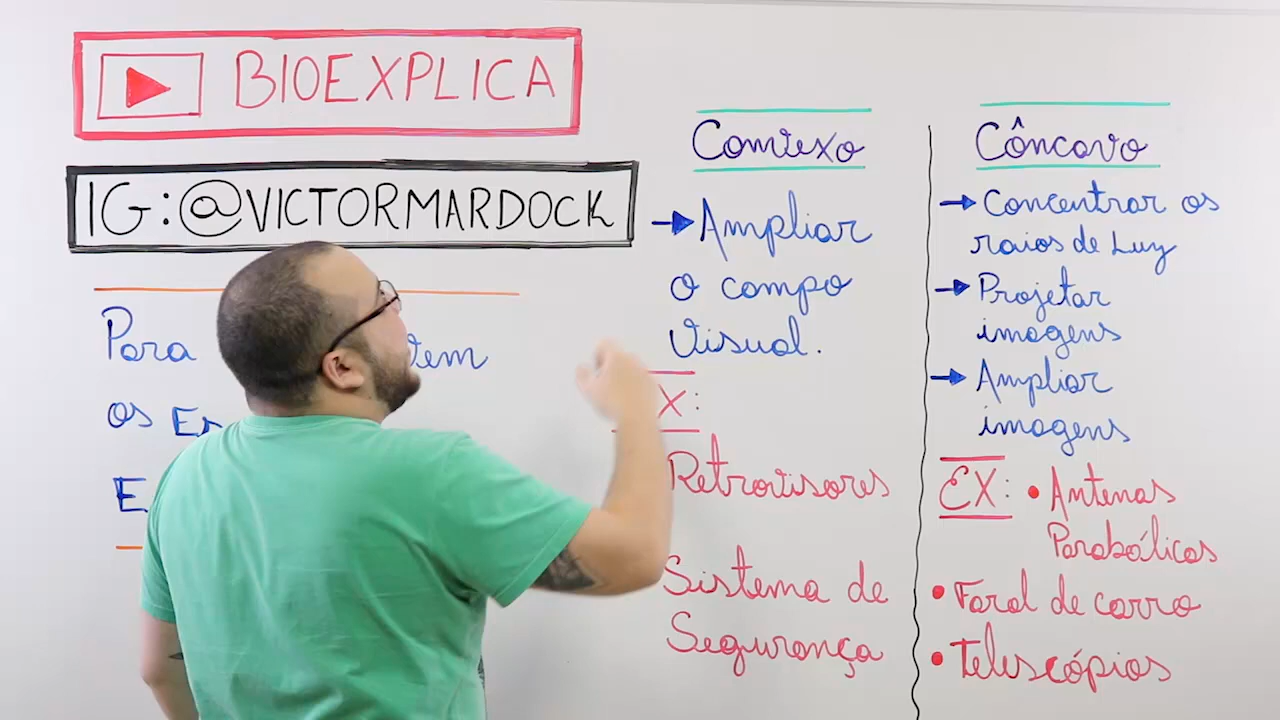 BIOEXPLICA
IG:@VICTORMARDOCK
Para tem
os Es
E
Convexo
Ampliar
o campo
Visual.
X:
Retrovisores
Sistema de
Segurança
Côncavo
Concentrar os
raios de Luz
Projetar
imagens
Ampliar
imagens
EX: • Antenas
Parabólicas
• Farol de carro
• Telescópios